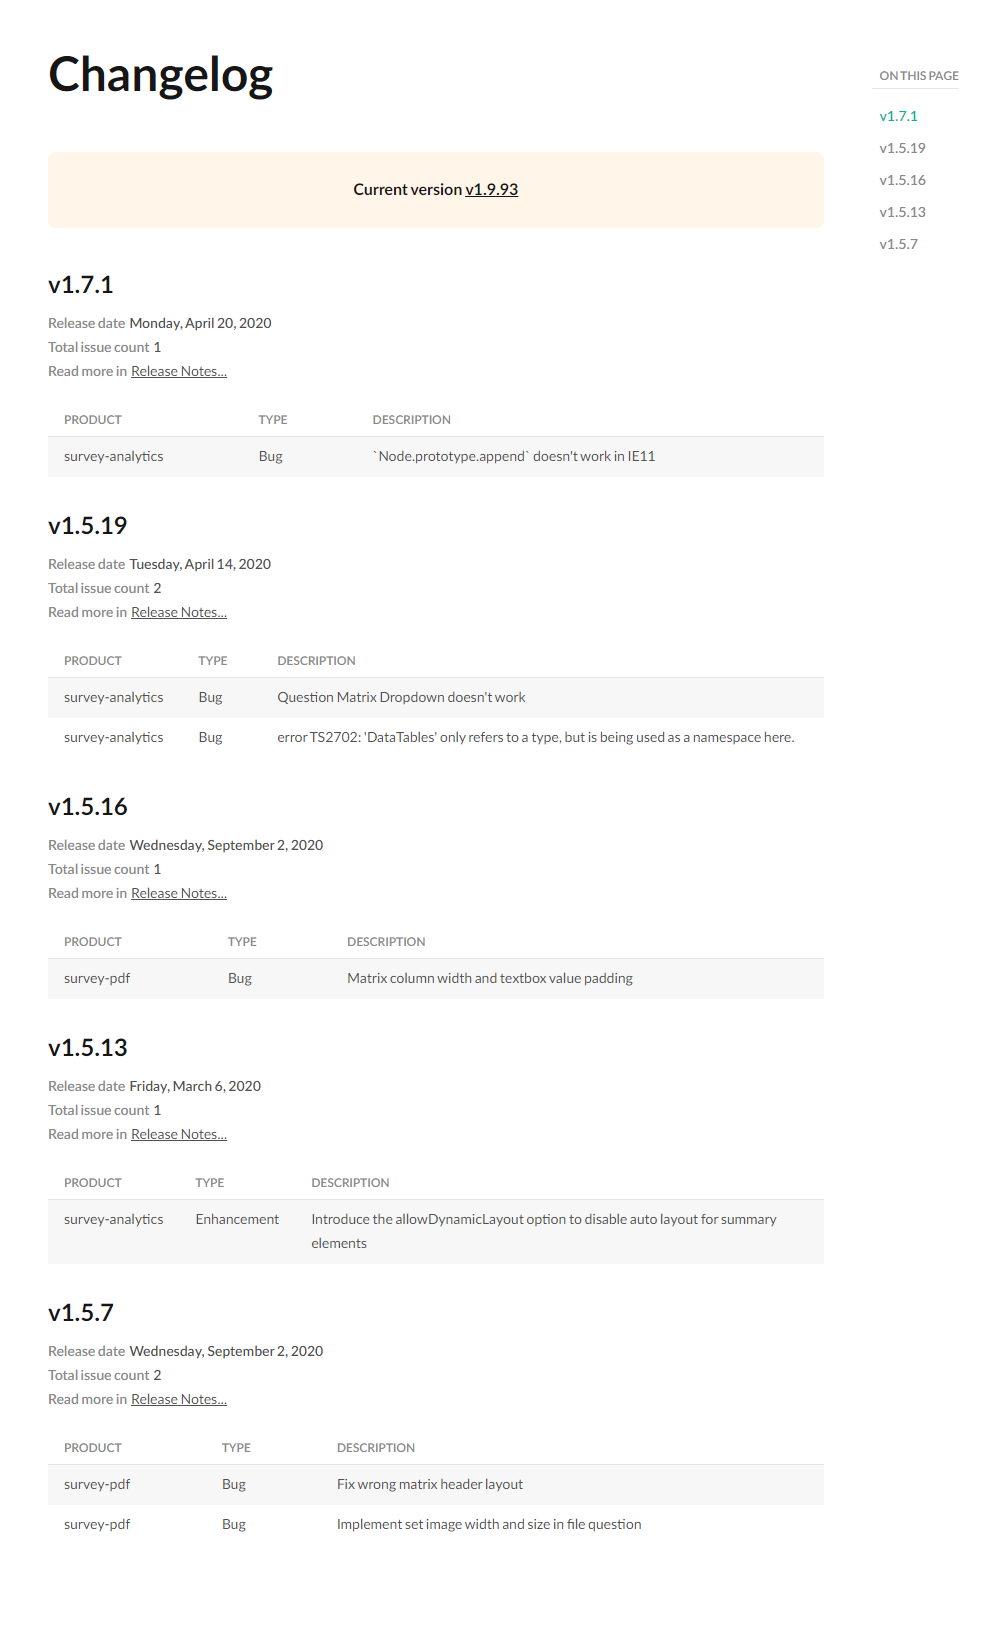 Changelog
ON THIS PAGE
v1.7.1
v1.5.19
v1.5.16
v1.5.13
v1.5.7
Current version v1.9.93
v1.7.1
Release date Monday, April 20, 2020
Total issue count 1
Read more in Release Notes...
PRODUCT TYPE DESCRIPTION
survey-analytics Bug `Node.prototype.append` doesn't work in IE11
v1.5.19
Release date Tuesday, April 14, 2020
Total issue count 2
Read more in Release Notes...
PRODUCT TYPE DESCRIPTION
survey-analytics Bug Question Matrix Dropdown doesn't work
survey-analytics Bug error TS2702: 'DataTables' only refers to a type, but is being used as a namespace here.
v1.5.16
Release date Wednesday, September 2, 2020
Total issue count 1
Read more in Release Notes...
PRODUCT TYPE DESCRIPTION
survey-pdf Bug Matrix column width and textbox value padding
v1.5.13
Release date Friday, March 6, 2020
Total issue count 1
Read more in Release Notes...
PRODUCT TYPE DESCRIPTION
survey-analytics Enhancement Introduce the allowDynamicLayout option to disable auto layout for summary
elements
v1.5.7
Release date Wednesday, September 2, 2020
Total issue count 2
Read more in Release Notes...
PRODUCT TYPE DESCRIPTION
survey-pdf Bug Fix wrong matrix header layout
survey-pdf Bug Implement set image width and size in file question